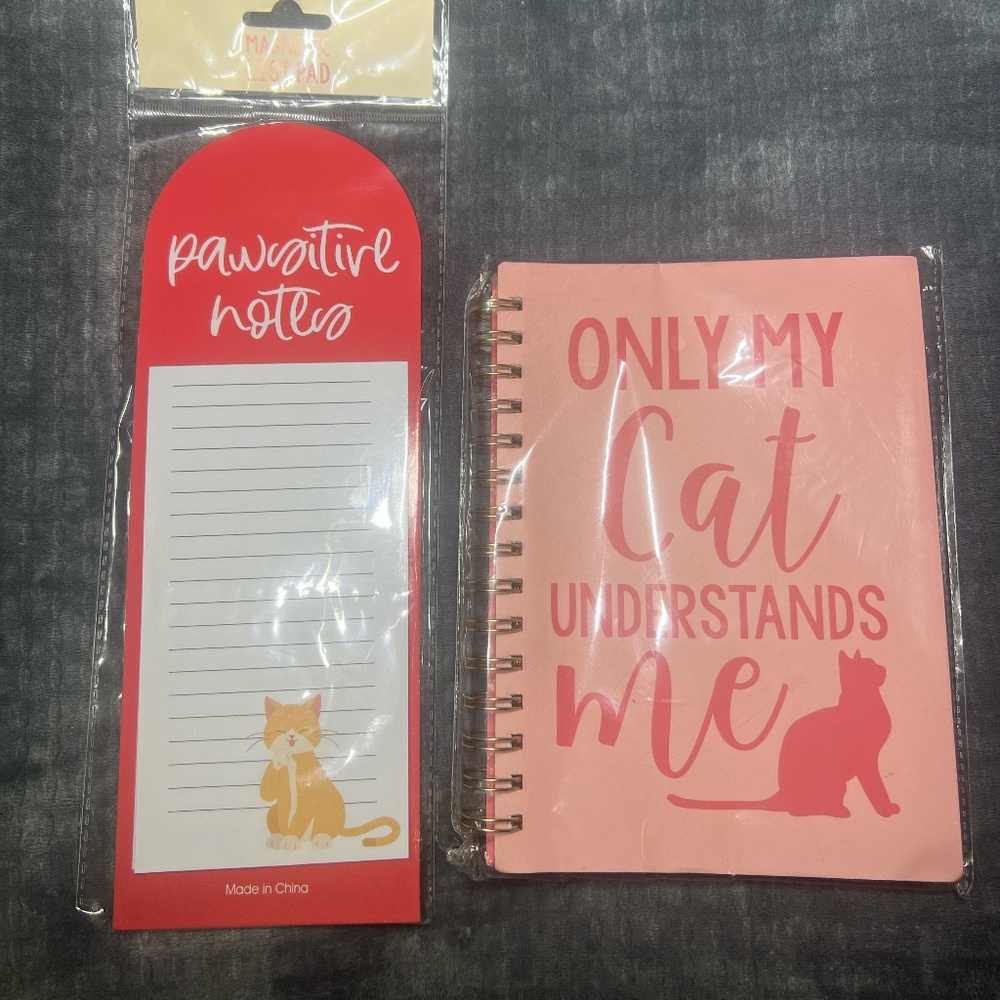 MAGNETIC
LIST PAD
pawsitive
notes
Made in China
ONLY MY
Cat
UNDERSTANDS
me